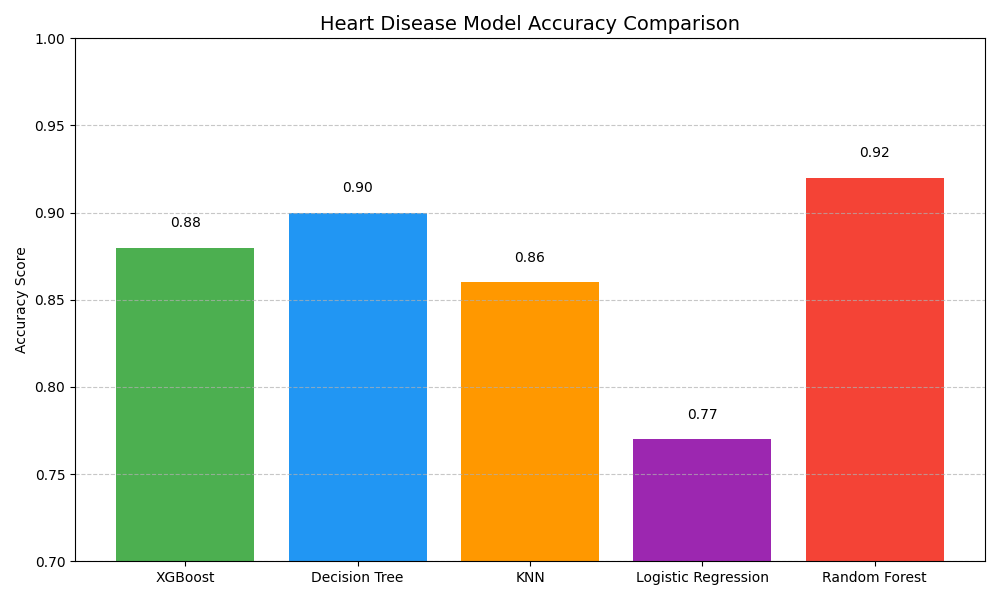 Heart Disease Model Accuracy Comparison
Accuracy Score
1.00
0.95
0.90
0.85
0.80
0.75
0.70
0.88
0.90
0.86
0.77
0.92
XGBoost
Decision Tree
KNN
Logistic Regression
Random Forest